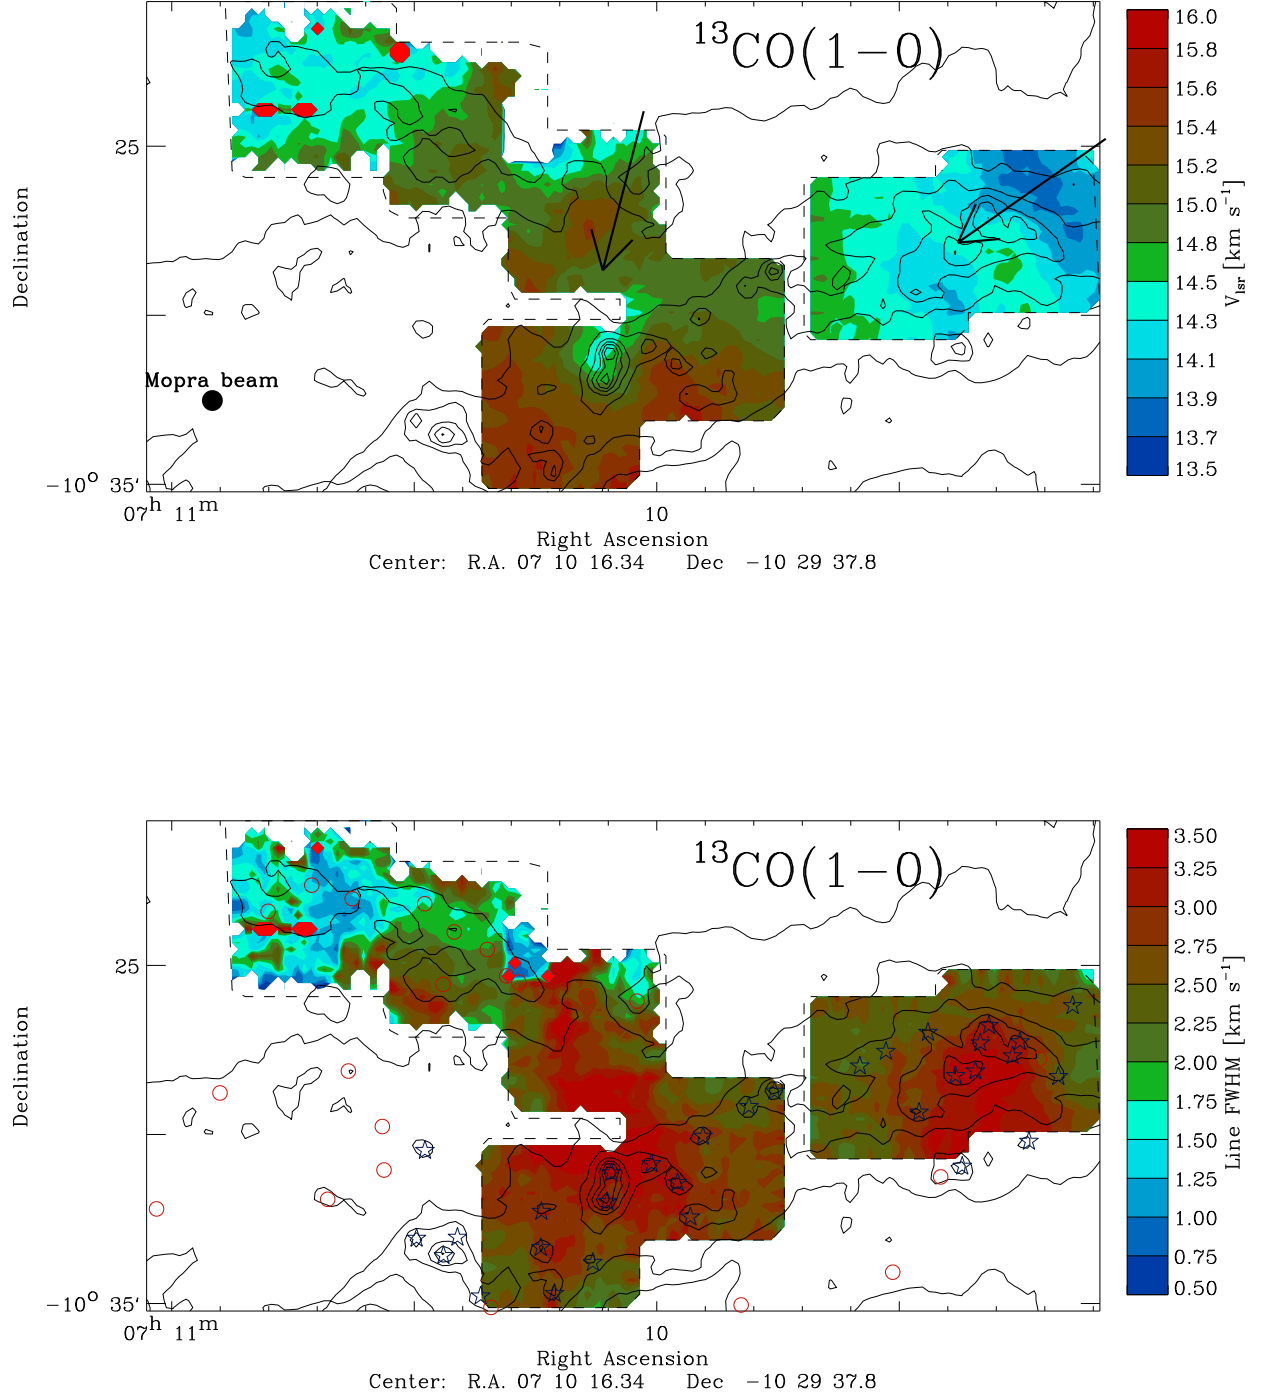 ¹³CO(1−0)
16.0
15.8
15.6
15.4
15.2
15.0
14.8
14.5
14.3
14.1
13.9
13.7
13.5
V_lsr [km s⁻¹]
Declination
25
−10° 35′
Mopra beam
07ʰ 11ᵐ
10
Right Ascension
Center: R.A. 07 10 16.34 Dec −10 29 37.8
¹³CO(1−0)
3.50
3.25
3.00
2.75
2.50
2.25
2.00
1.75
1.50
1.25
1.00
0.75
0.50
Line FWHM [km s⁻¹]
Declination
25
−10° 35′
07ʰ 11ᵐ
10
Right Ascension
Center: R.A. 07 10 16.34 Dec −10 29 37.8